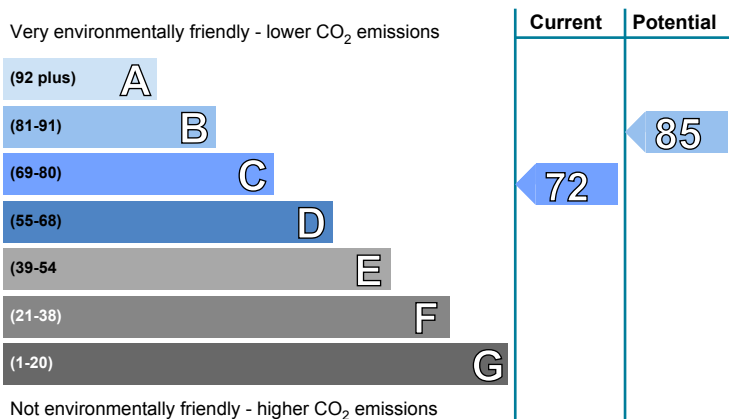 Very environmentally friendly - lower CO₂ emissions
Current Potential
(92 plus) A
(81-91) B
85
(69-80) C
72
(55-68) D
(39-54 E
(21-38) F
(1-20) G
Not environmentally friendly - higher CO₂ emissions